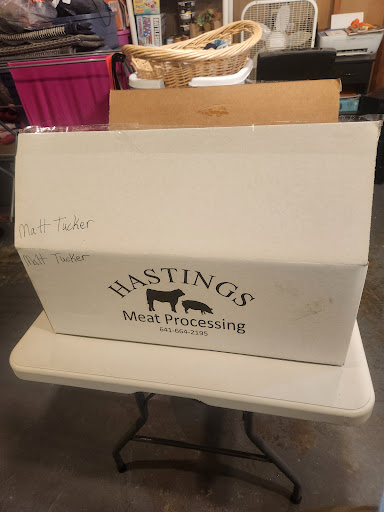 Matt Tucker
Matt Tucker
HASTINGS
Meat Processing
641-664-2195